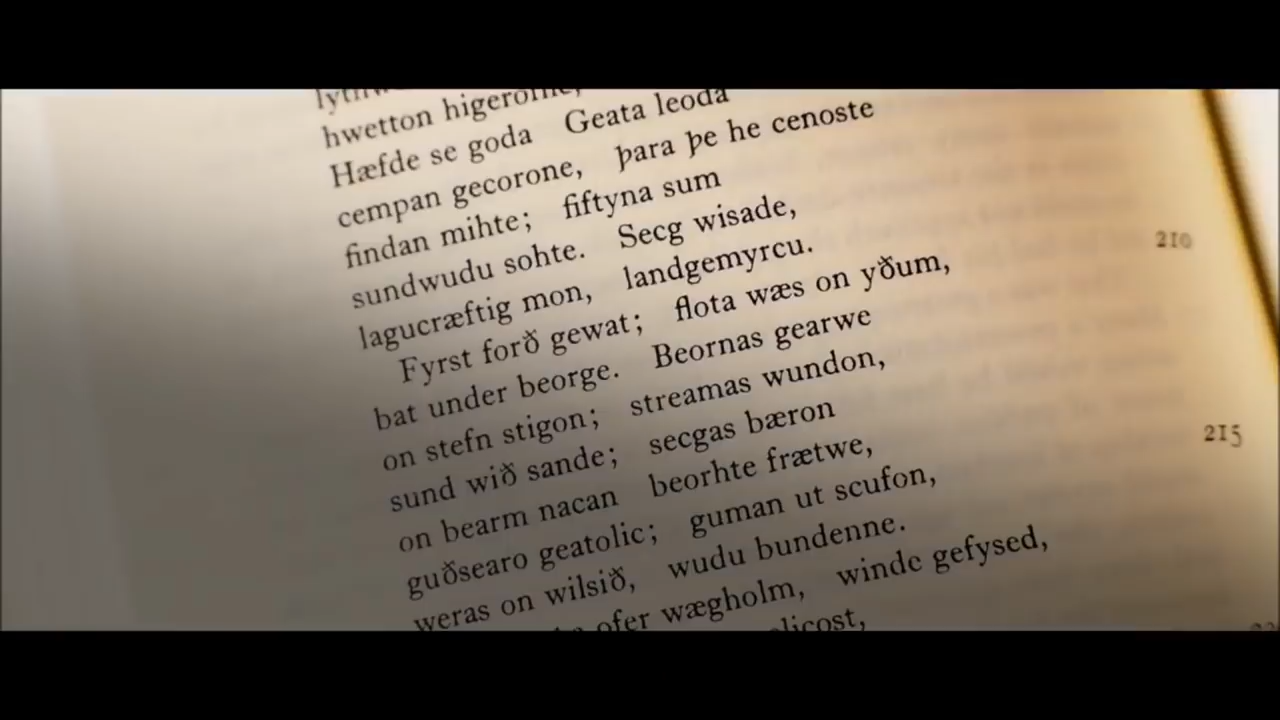 hwetton
Hæfde se goda Geata leoda
cempan gecorone, þara þe he cenoste
findan mihte; fiftyna sum
sundwudu sohte. Secg wisade,
lagucræftig mon, landgemyrcu. 210
Fyrst forð gewat; flota wæs on yðum,
bat under beorge. Beornas gearwe
on stefn stigon; streamas wundon,
sund wið sande; secgas bæron
on bearm nacan beorhte frætwe, 215
guðsearo geatolic; guman ut scufon,
weras on wilsið, wudu bundenne.
ofer wægholm, winde gefysed,